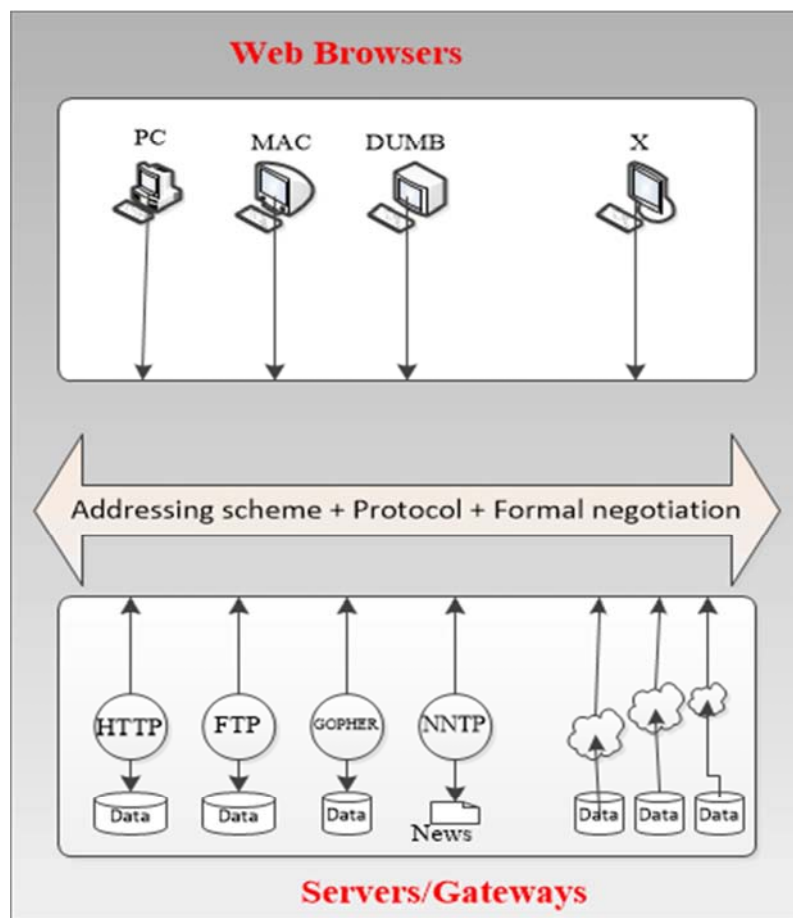 Web Browsers
PC
MAC
DUMB
X
Addressing scheme + Protocol + Formal negotiation
HTTP
FTP
GOPHER
NNTP
Data
Data
Data
News
Data
Data
Data
Servers/Gateways